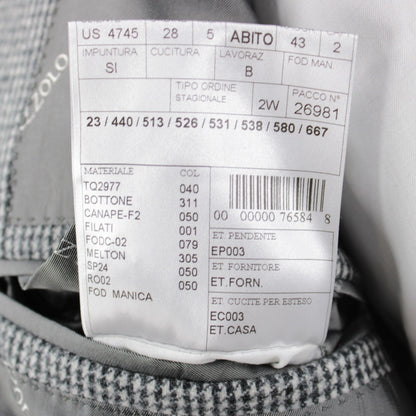 US 4745 28 5 ABITO 43 2
IMPUNTURA CUCITURA LAVORAZ FOD MAN.
SI B
TIPO ORDINE PACCO N°
STAGIONALE 2W 26981
23 / 440 / 513 / 526 / 531 / 538 / 580 / 667
MATERIALE COL
TQ2977 040
BOTTONE 311
CANAPE-F2 050
FILATI 001
FODC-02 079
MELTON 305
SP24 050
RO02 050
FOD MANICA
00 000000 76584 8
ET. PENDENTE
EP003
ET. FORNITORE
ET.FORN.
ET. CUCITE PER ESTESO
EC003
ET.CASA